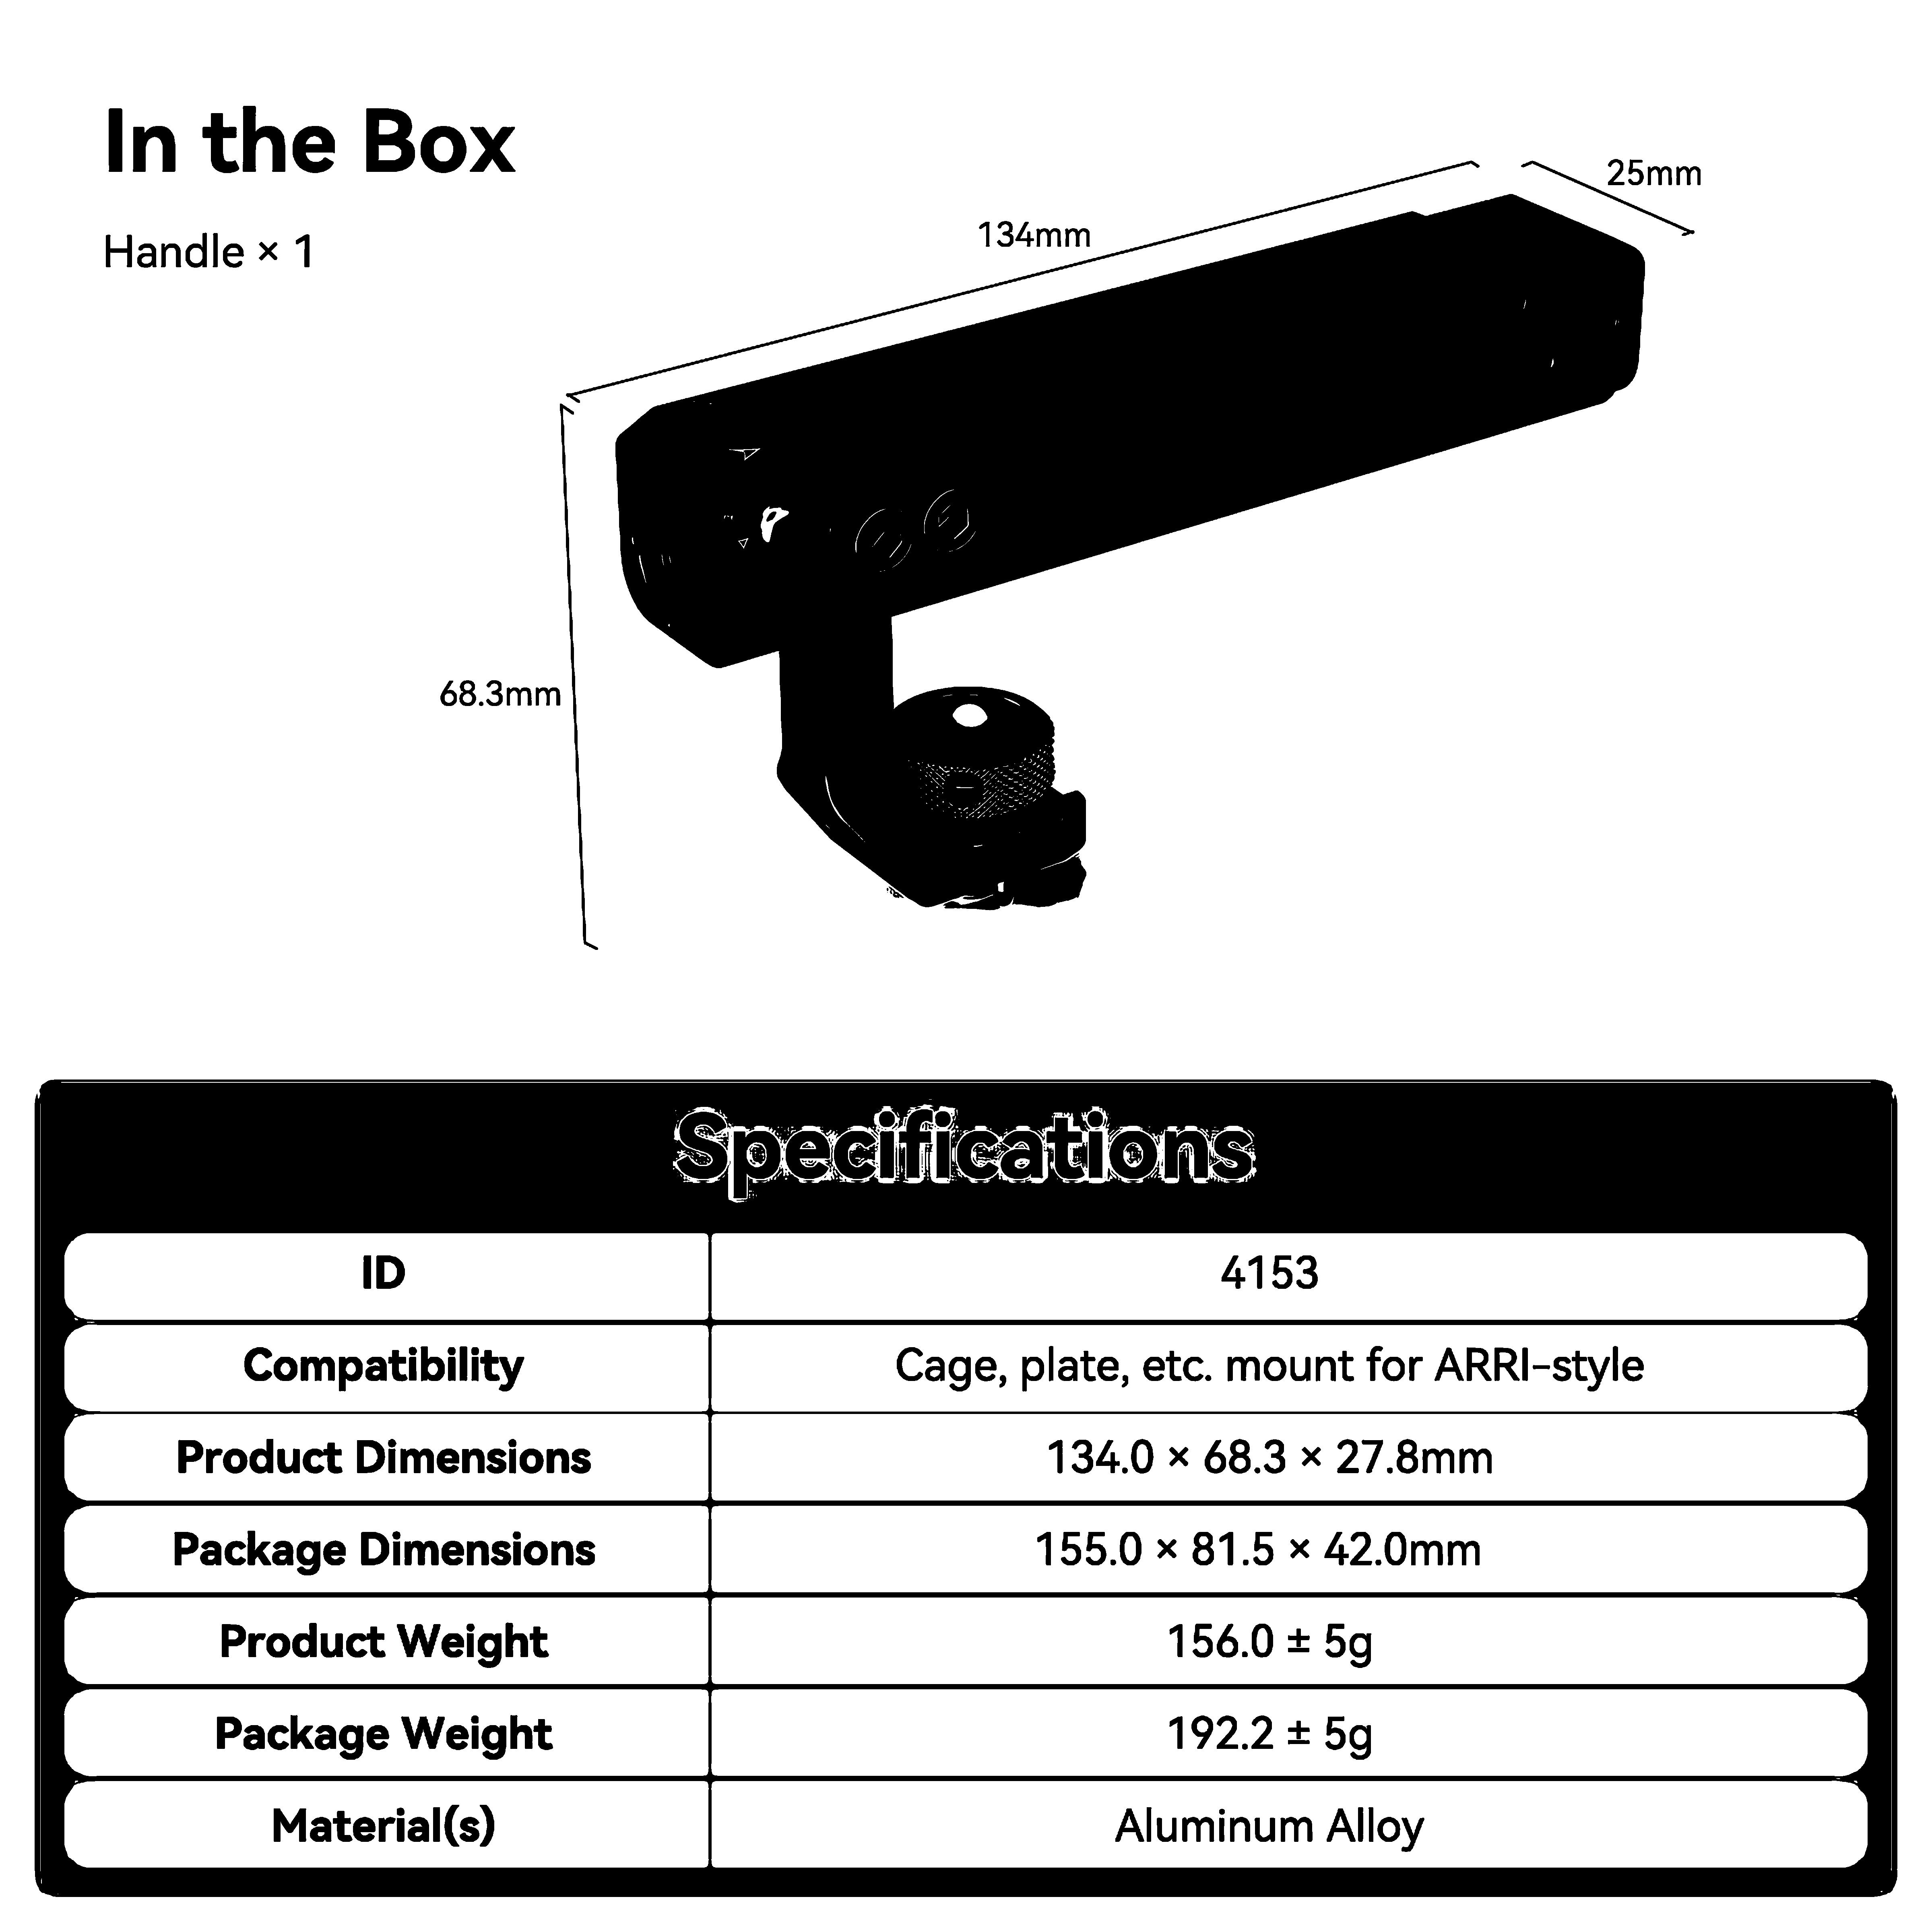 In the Box
Handle × 1
134mm
25mm
68.3mm
Specifications
ID 4153
Compatibility Cage, plate, etc. mount for ARRI-style
Product Dimensions 134.0 × 68.3 × 27.8mm
Package Dimensions 155.0 × 81.5 × 42.0mm
Product Weight 156.0 ± 5g
Package Weight 192.2 ± 5g
Material(s) Aluminum Alloy